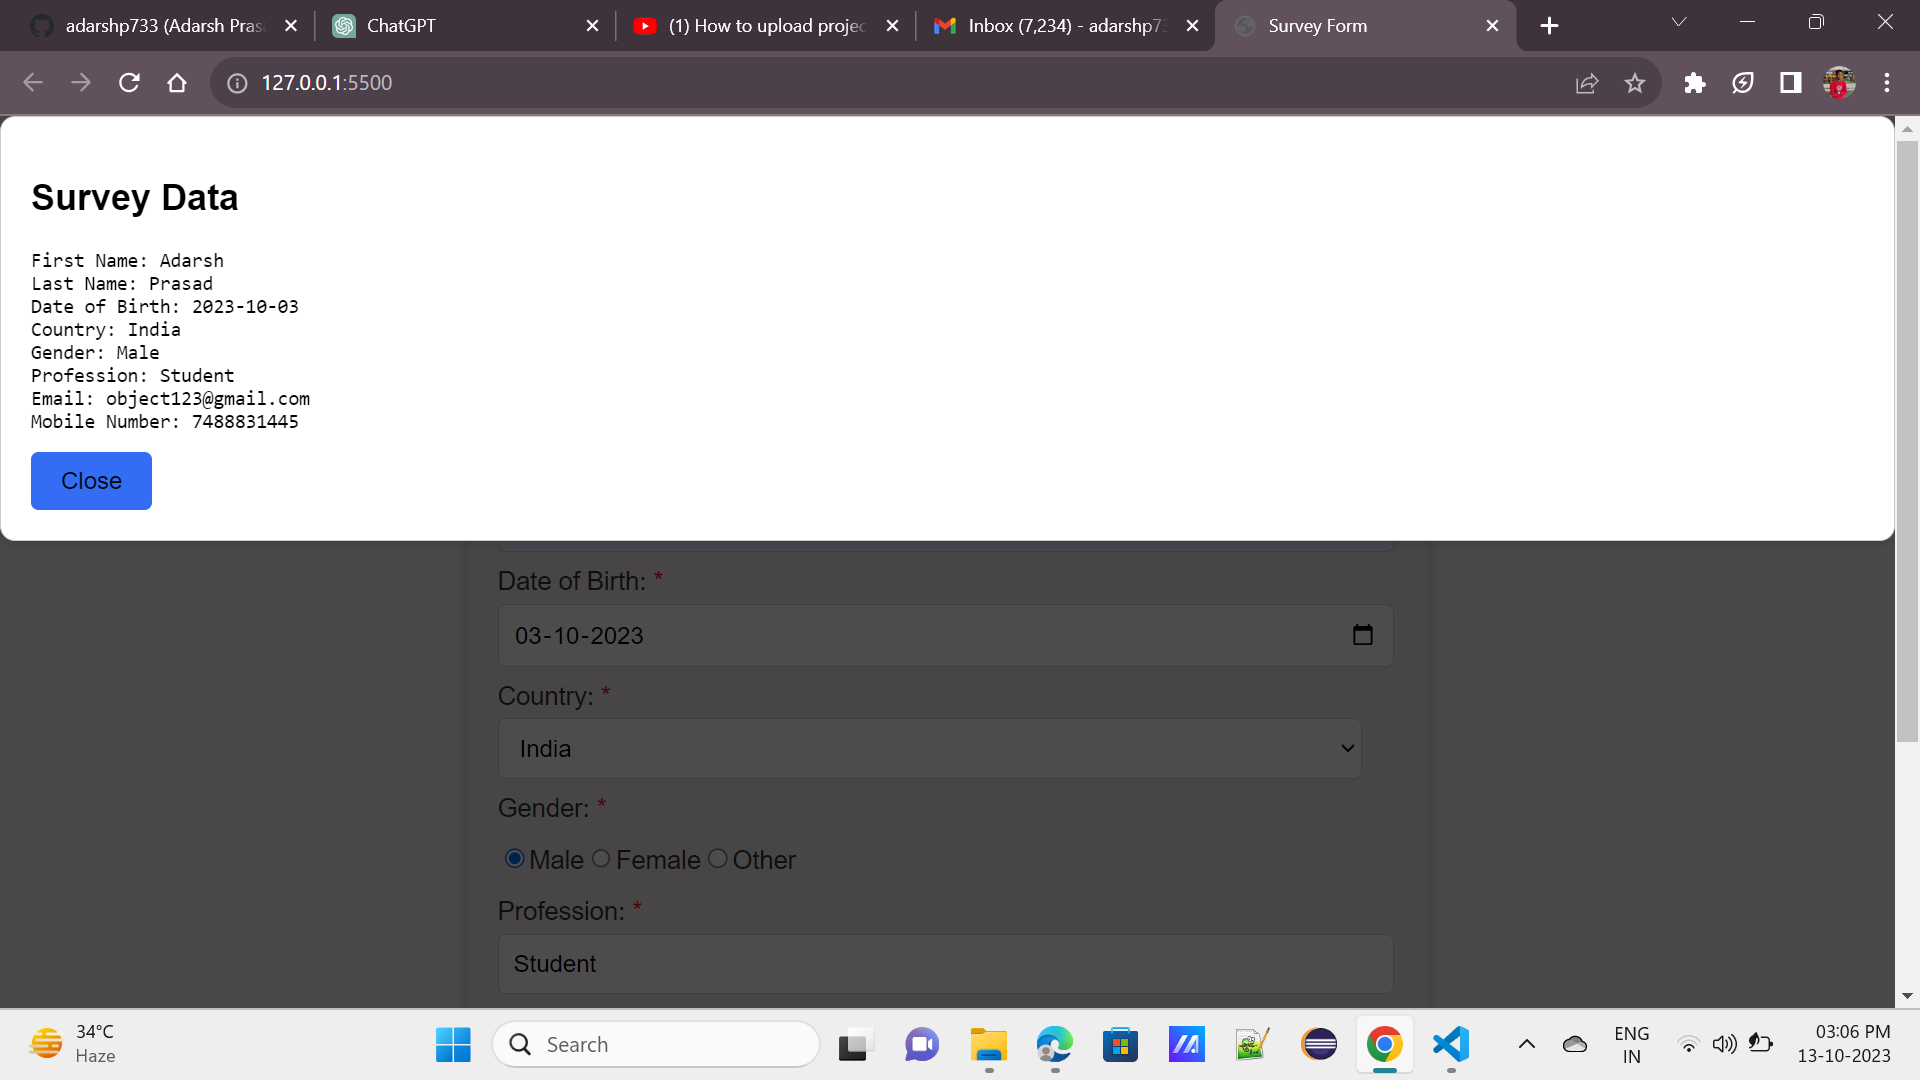 adarshp733 (Adarsh Pras
ChatGPT
(1) How to upload projec
Inbox (7,234) - adarshp73
Survey Form
127.0.0.1:5500
Survey Data
First Name: Adarsh
Last Name: Prasad
Date of Birth: 2023-10-03
Country: India
Gender: Male
Profession: Student
Email: object123@gmail.com
Mobile Number: 7488831445
Close
Date of Birth: *
03-10-2023
Country: *
India
Gender: *
Male Female Other
Profession: *
Student
34°C
Haze
Search
ENG
IN
03:06 PM
13-10-2023